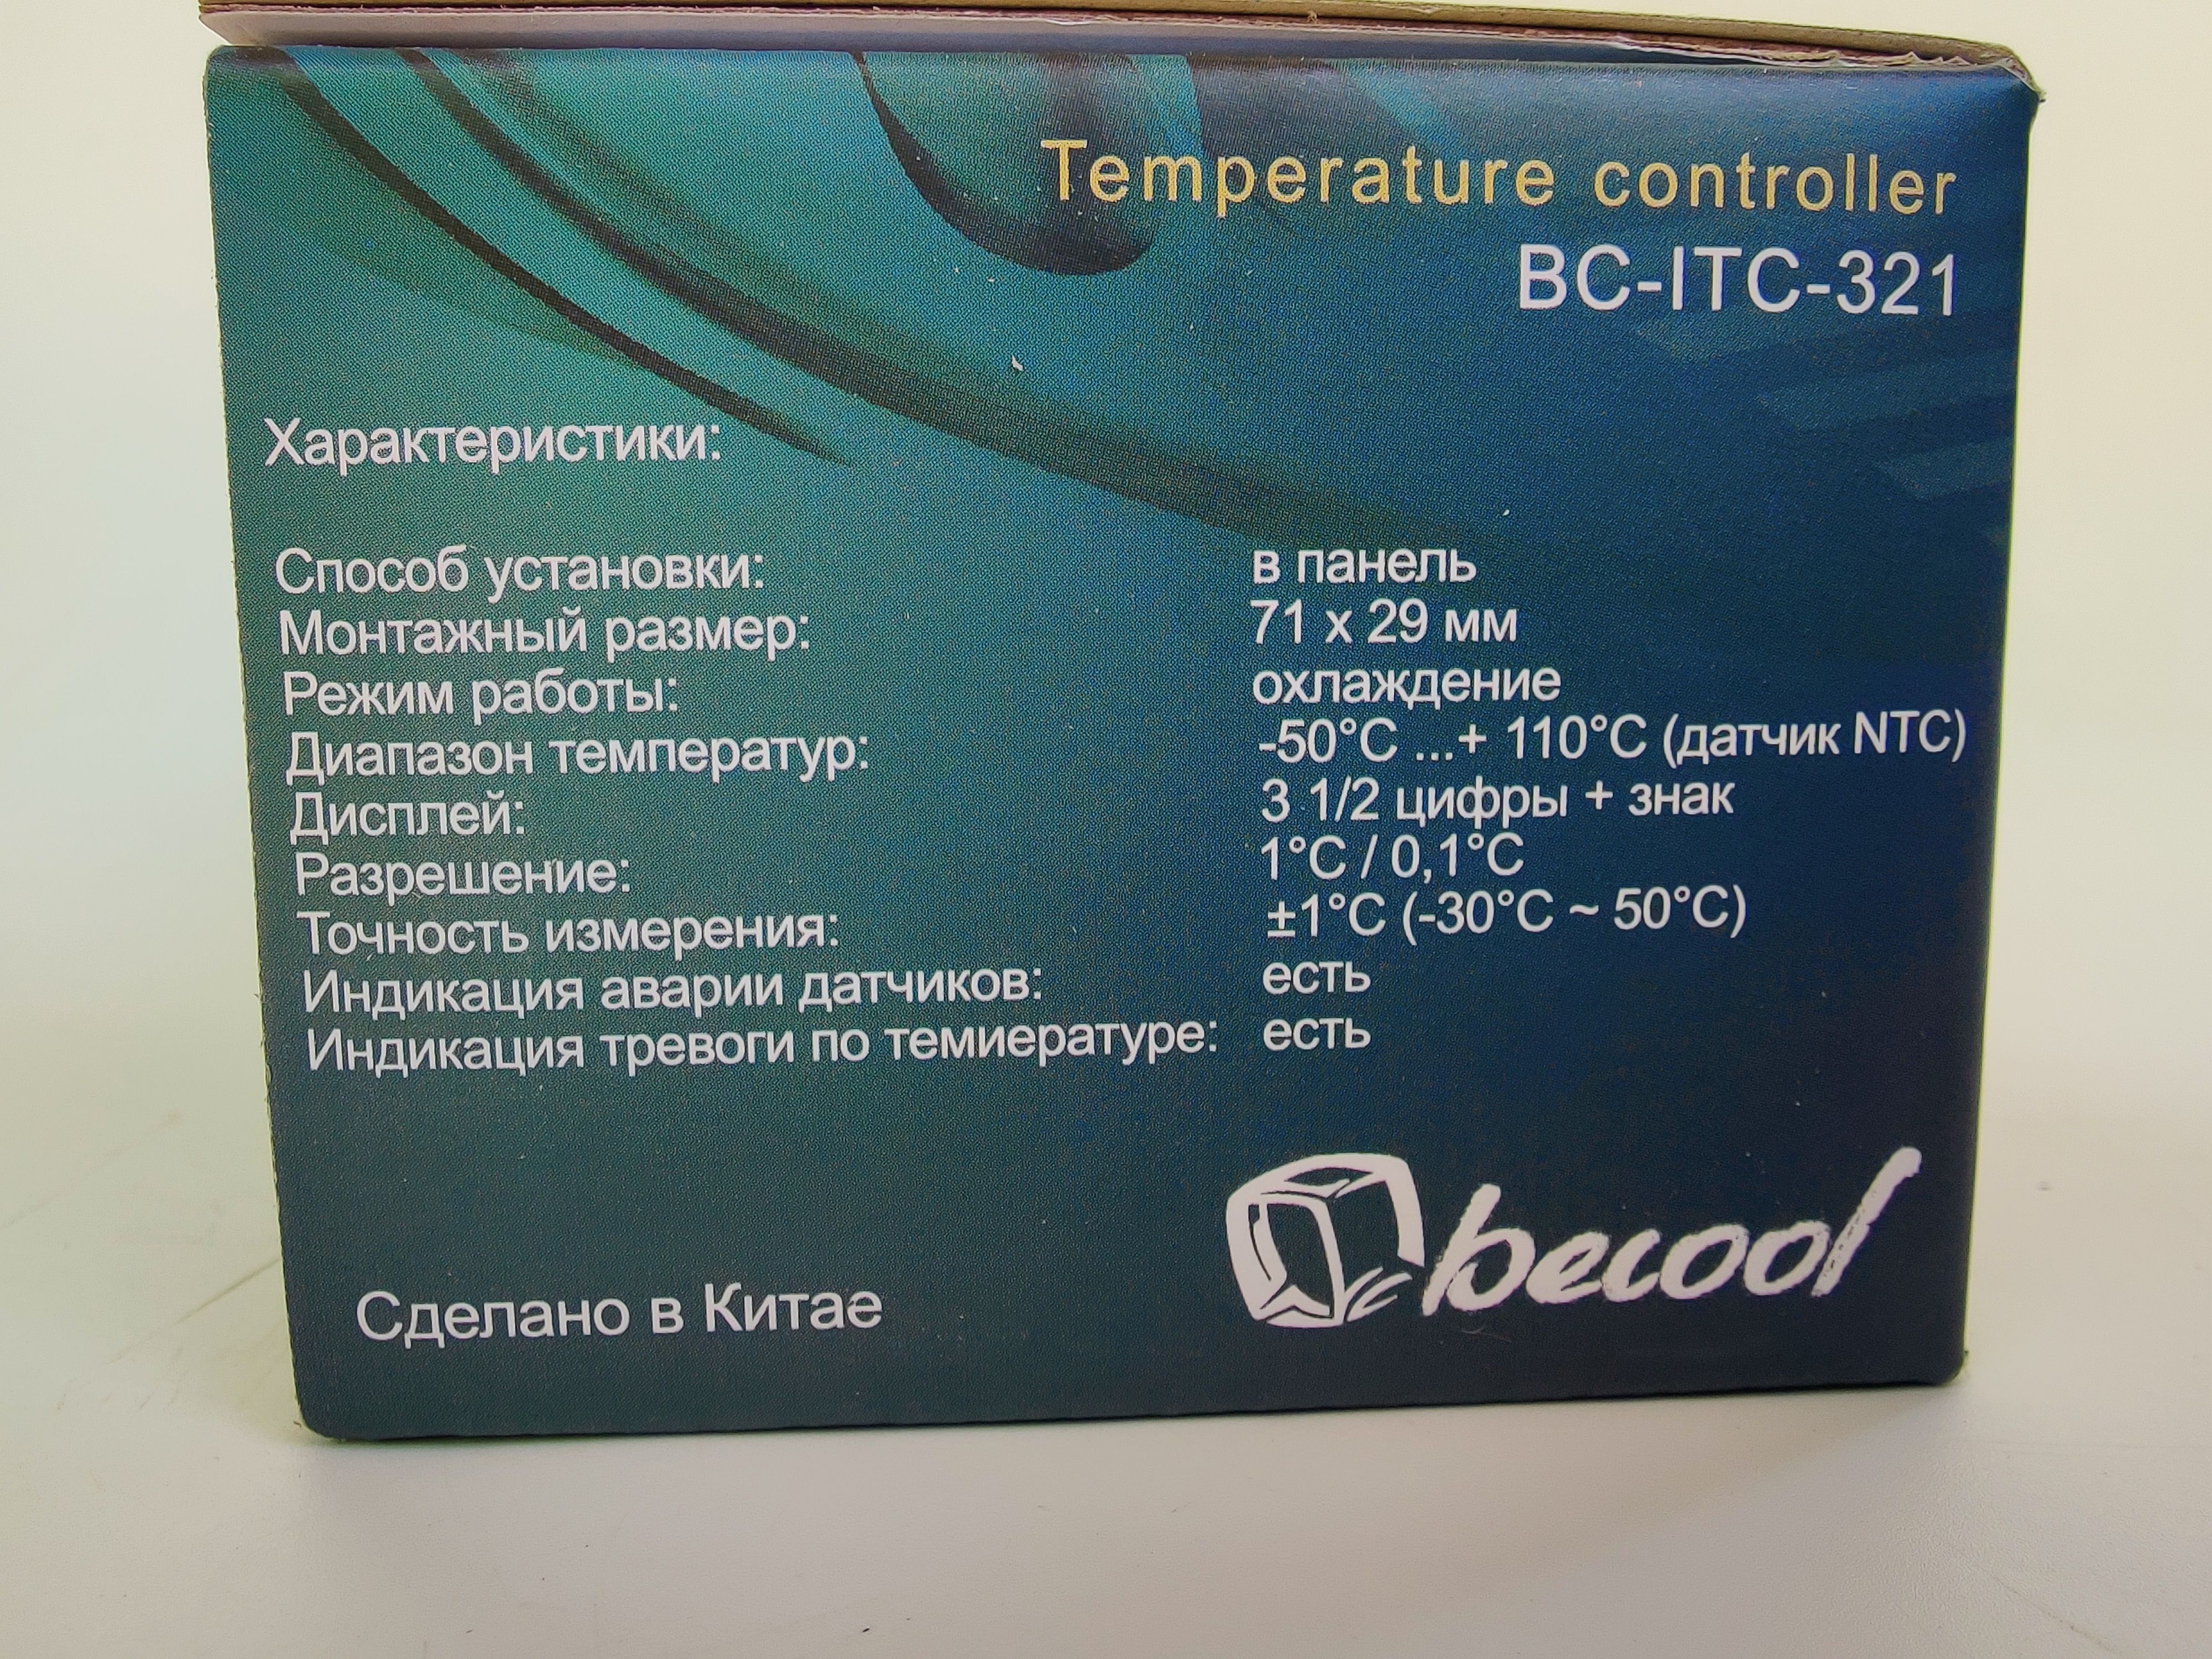 Temperature controller
BC-ITC-321
Характеристики:
Способ установки: в панель
Монтажный размер: 71 x 29 мм
Режим работы: охлаждение
Диапазон температур: -50°C ...+ 110°C (датчик NTC)
Дисплей: 3 1/2 цифры + знак
Разрешение: 1°C / 0,1°C
Точность измерения: ±1°C (-30°C ~ 50°C)
Индикация аварии датчиков: есть
Индикация тревоги по темиературе: есть
becool
Сделано в Китае